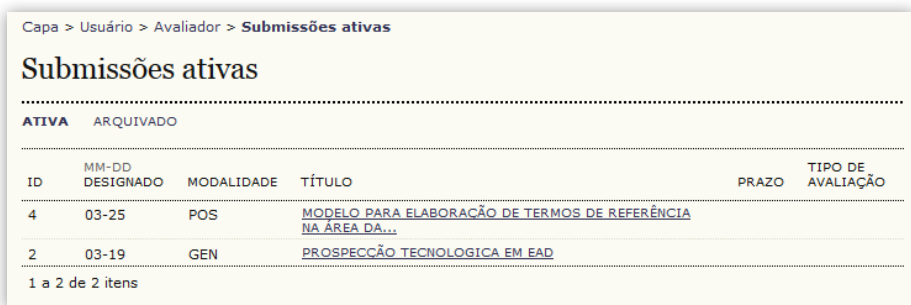 Capa > Usuário > Avaliador > Submissões ativas
Submissões ativas
ATIVA ARQUIVADO
ID MM-DD DESIGNADO MODALIDADE TÍTULO PRAZO TIPO DE AVALIAÇÃO
4 03-25 POS MODELO PARA ELABORAÇÃO DE TERMOS DE REFERÊNCIA
NA ÁREA DA...
2 03-19 GEN PROSPECÇÃO TECNOLOGICA EM EAD
1 a 2 de 2 itens